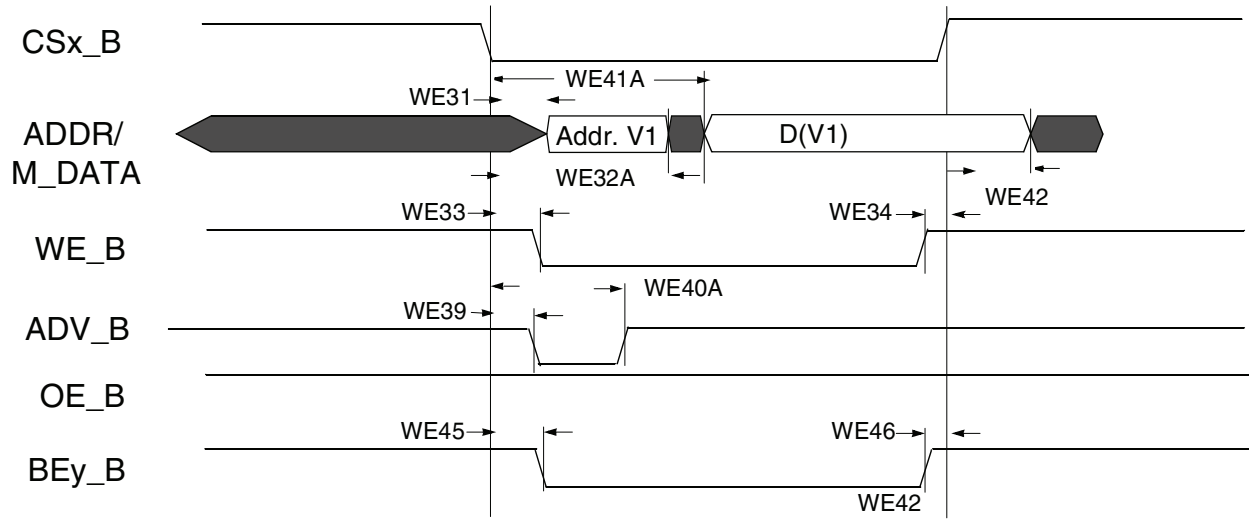 CSx_B
WE41A
WE31
ADDR/
M_DATA
Addr. V1
D(V1)
WE32A
WE42
WE33
WE34
WE_B
WE40A
WE39
ADV_B
OE_B
WE45
WE46
BEy_B
WE42